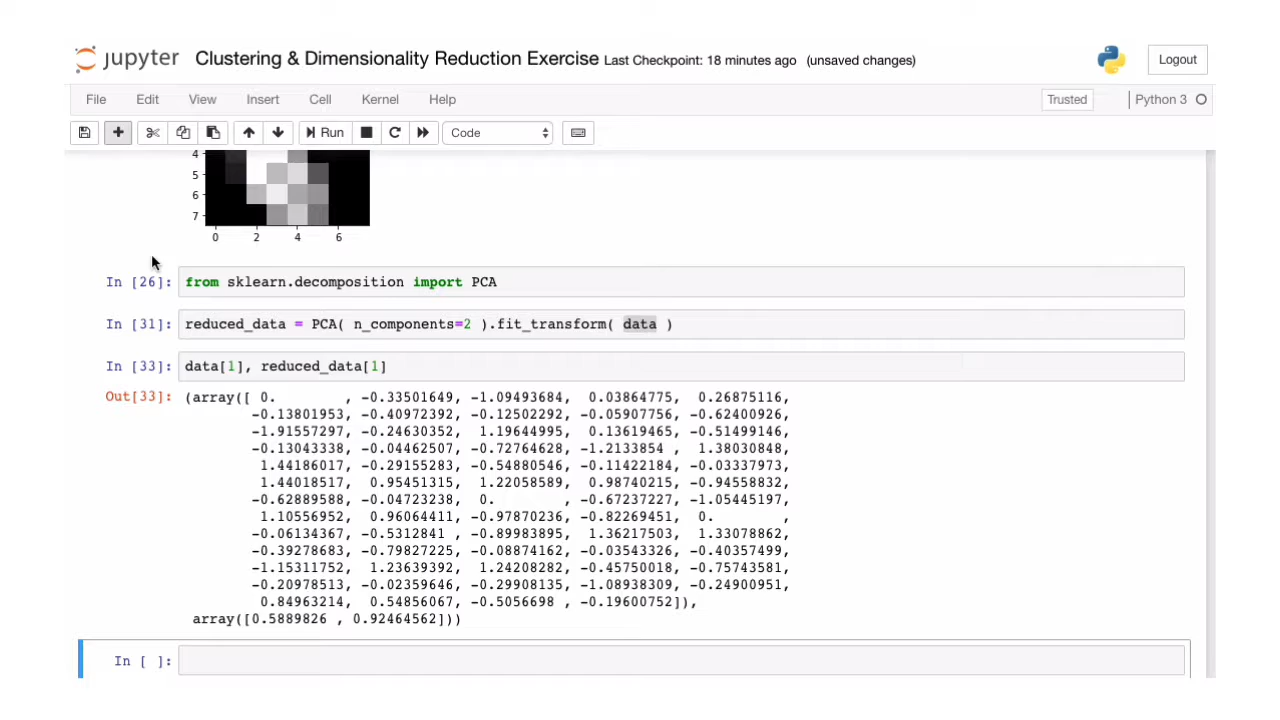 jupyter Clustering & Dimensionality Reduction Exercise Last Checkpoint: 18 minutes ago (unsaved changes) Logout
File Edit View Insert Cell Kernel Help Trusted Python 3
Run Code
4
5
6
7
0 2 4 6
In [26]: from sklearn.decomposition import PCA
In [31]: reduced_data = PCA( n_components=2 ).fit_transform( data )
In [33]: data[1], reduced_data[1]
Out[33]: (array([ 0. , -0.33501649, -1.09493684, 0.03864775, 0.26875116,
-0.13801953, -0.40972392, -0.12502292, -0.05907756, -0.62400926,
-1.91557297, -0.24630352, 1.19644995, 0.13619465, -0.51499146,
-0.13043338, -0.04462507, -0.72764628, -1.2133854 , 1.38030848,
1.44186017, -0.29155283, -0.54880546, -0.11422184, -0.03337973,
1.44018517, 0.95451315, 1.22058589, 0.98740215, -0.94558832,
-0.62889588, -0.04723238, 0. , -0.67237227, -1.05445197,
1.10556952, 0.96064411, -0.97870236, -0.82269451, 0. ,
-0.06134367, -0.5312841 , -0.89983895, 1.36217503, 1.33078862,
-0.39278683, -0.79827225, -0.08874162, -0.03543326, -0.40357499,
-1.15311752, 1.23639392, 1.24208282, -0.45750018, -0.75743581,
-0.20978513, -0.02359646, -0.29908135, -1.08938309, -0.24900951,
0.84963214, 0.54856067, -0.5056698 , -0.19600752]),
array([0.5889826 , 0.92464562]))
In [ ]: